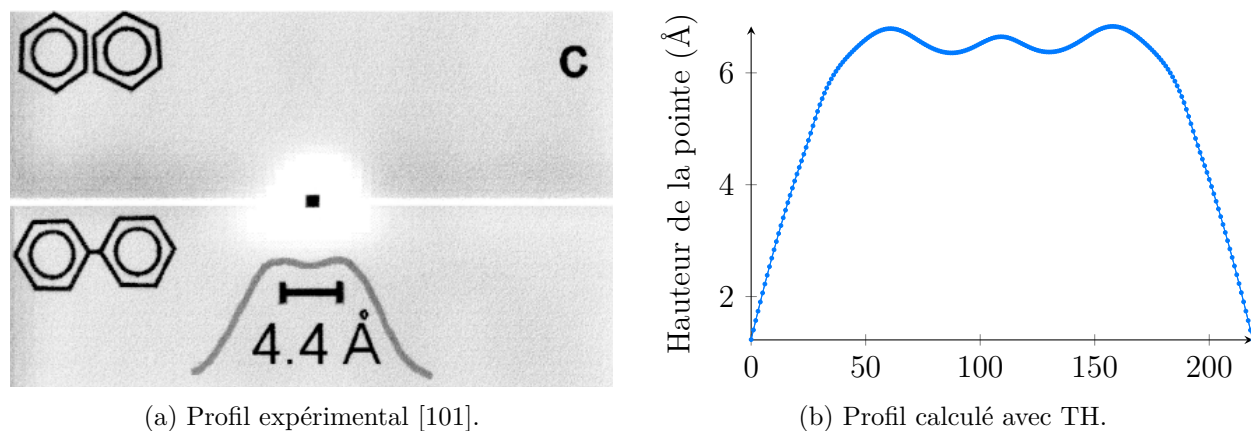 C
4.4 Å
Hauteur de la pointe (Å)
6
4
2
0 50 100 150 200
(a) Profil expérimental [101].
(b) Profil calculé avec TH.